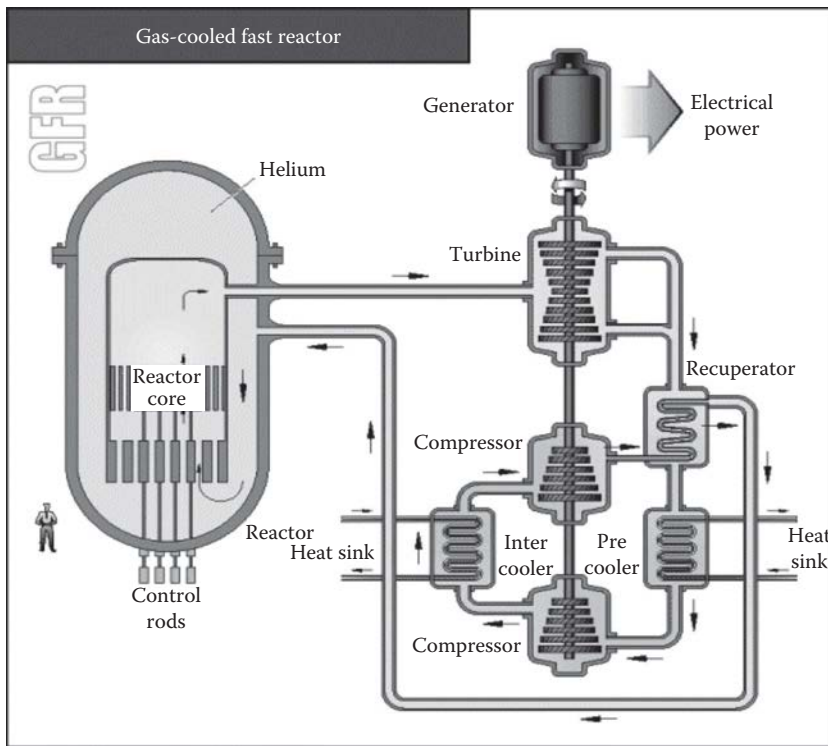 Gas-cooled fast reactor
GFR
Generator
Electrical
power
Helium
Turbine
Recuperator
Reactor
core
Compressor
Reactor
Heat sink
Inter
cooler
Pre
cooler
Heat
sink
Control
rods
Compressor